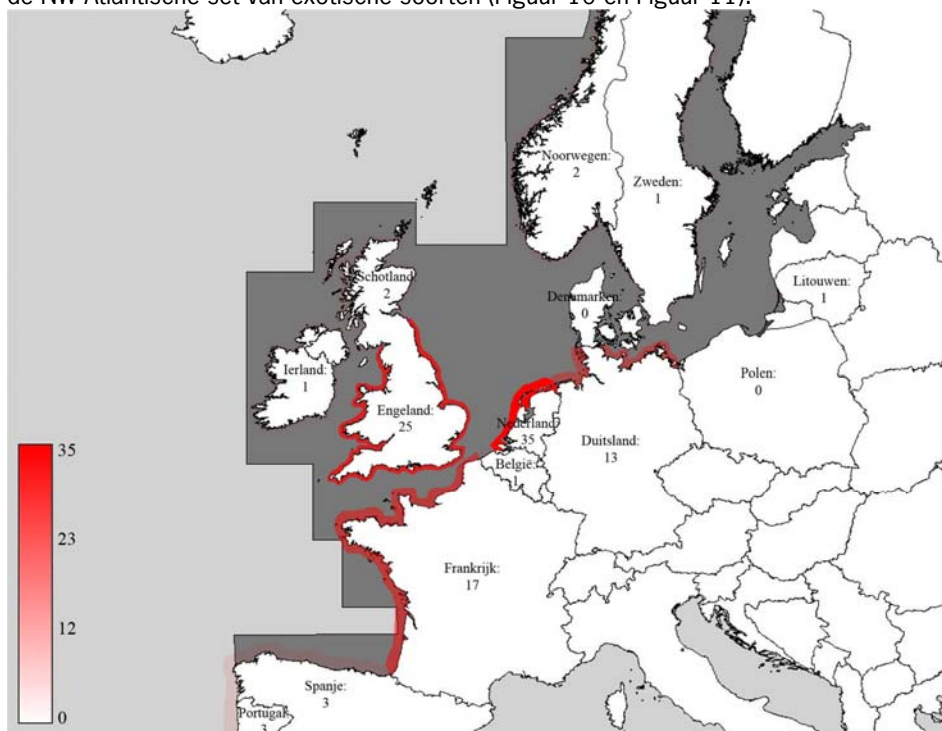 de NW Atlantische set van exotische soorten (Figuur 10 en Figuur 11).
Noorwegen:
2
Zweden:
1
Schotland:
2
Denemarken:
0
Litouwen:
1
Ierland:
1
Polen:
0
Engeland:
25
Nederland:
35
Duitsland:
13
België:
1
35
23
12
0
Frankrijk:
17
Spanje:
3
Portugal:
3